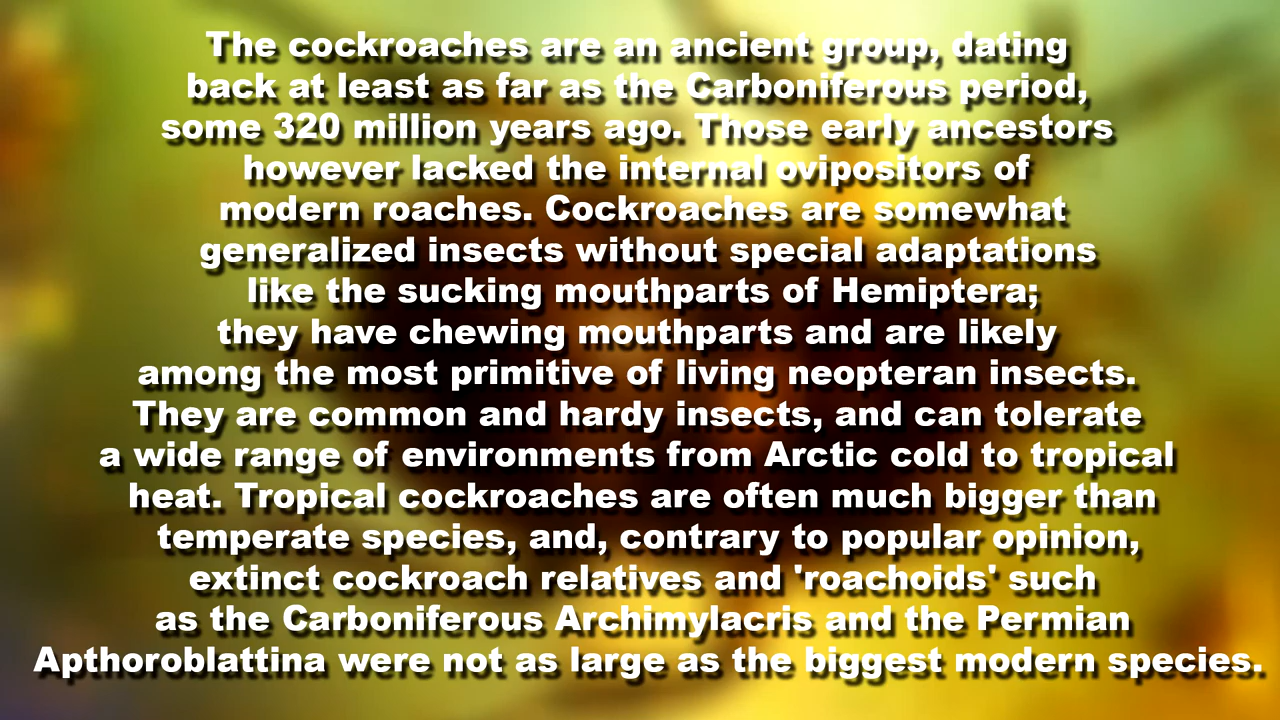 The cockroaches are an ancient group, dating
back at least as far as the Carboniferous period,
some 320 million years ago. Those early ancestors
however lacked the internal ovipositors of
modern roaches. Cockroaches are somewhat
generalized insects without special adaptations
like the sucking mouthparts of Hemiptera;
they have chewing mouthparts and are likely
among the most primitive of living neopteran insects.
They are common and hardy insects, and can tolerate
a wide range of environments from Arctic cold to tropical
heat. Tropical cockroaches are often much bigger than
temperate species, and, contrary to popular opinion,
extinct cockroach relatives and 'roachoids' such
as the Carboniferous Archimylacris and the Permian
Apthoroblattina were not as large as the biggest modern species.